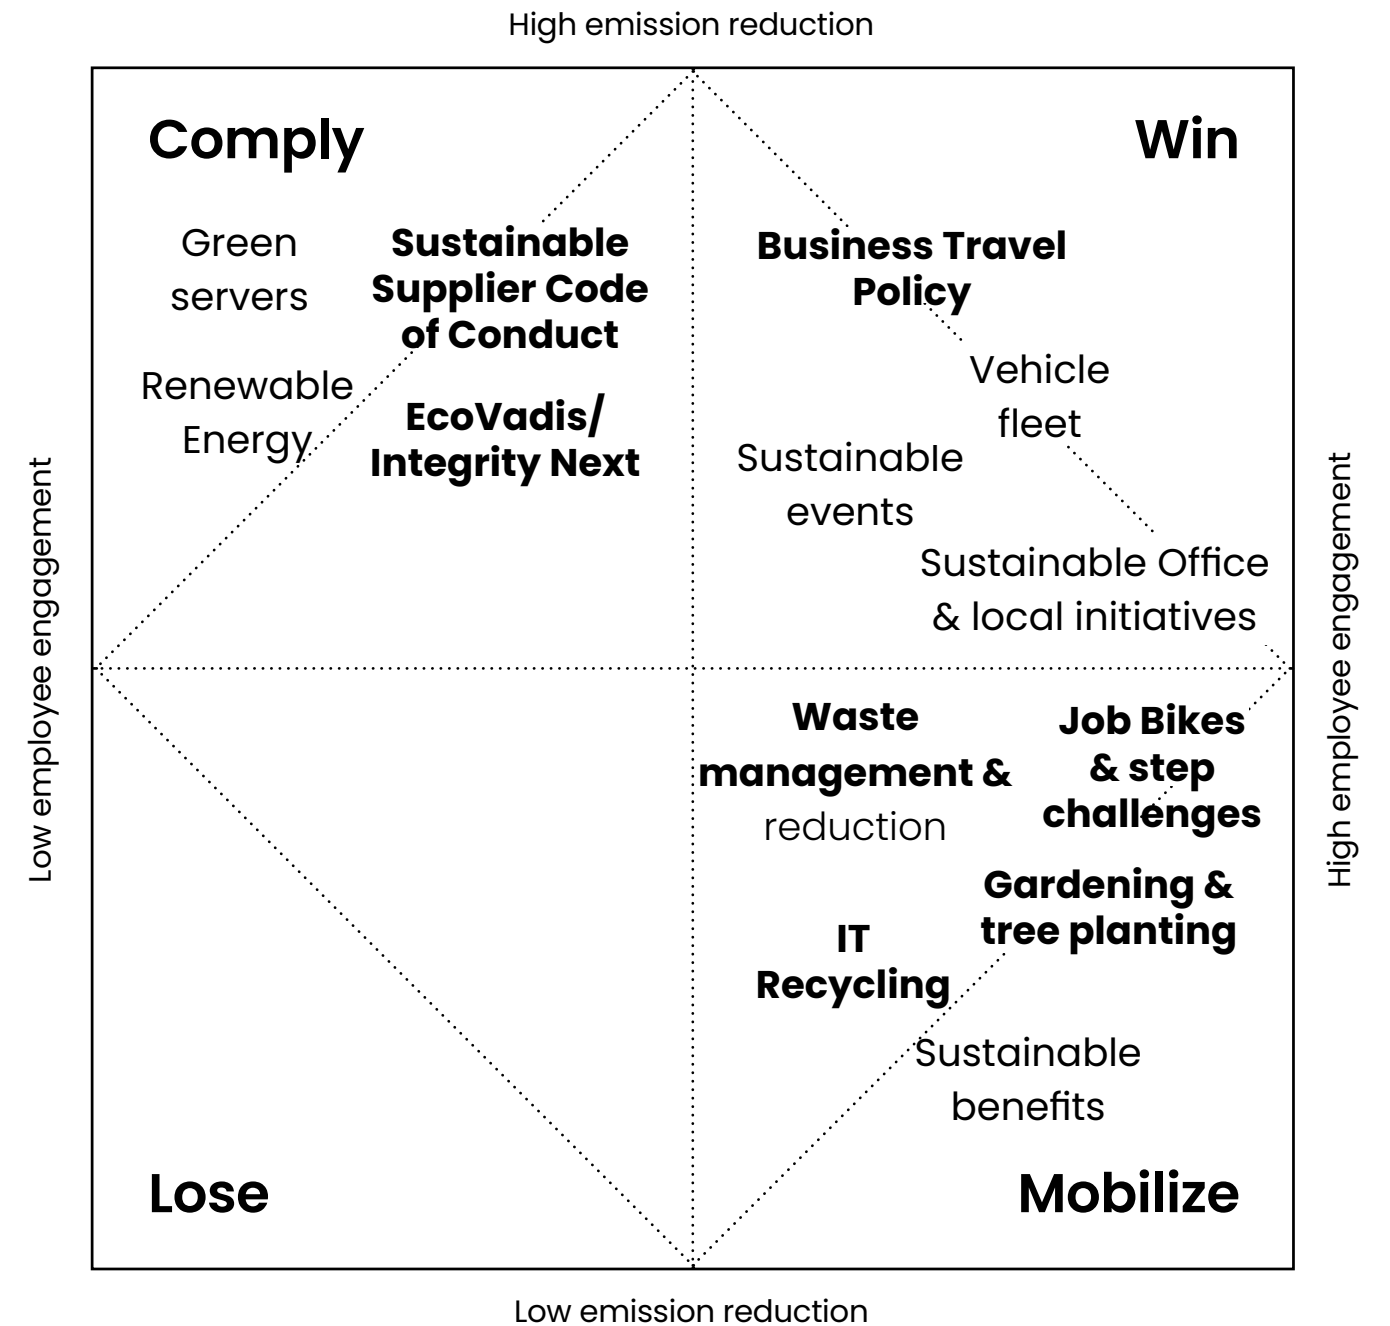 High emission reduction
Comply
Win
Green
servers
Sustainable
Supplier Code
of Conduct
Business Travel
Policy
Renewable
Energy
EcoVadis/
Integrity Next
Vehicle
fleet
Sustainable
events
Sustainable Office
& local initiatives
Low employee engagement
High employee engagement
Waste
management &
reduction
Job Bikes
& step
challenges
Gardening &
tree planting
IT
Recycling
Sustainable
benefits
Lose
Mobilize
Low emission reduction